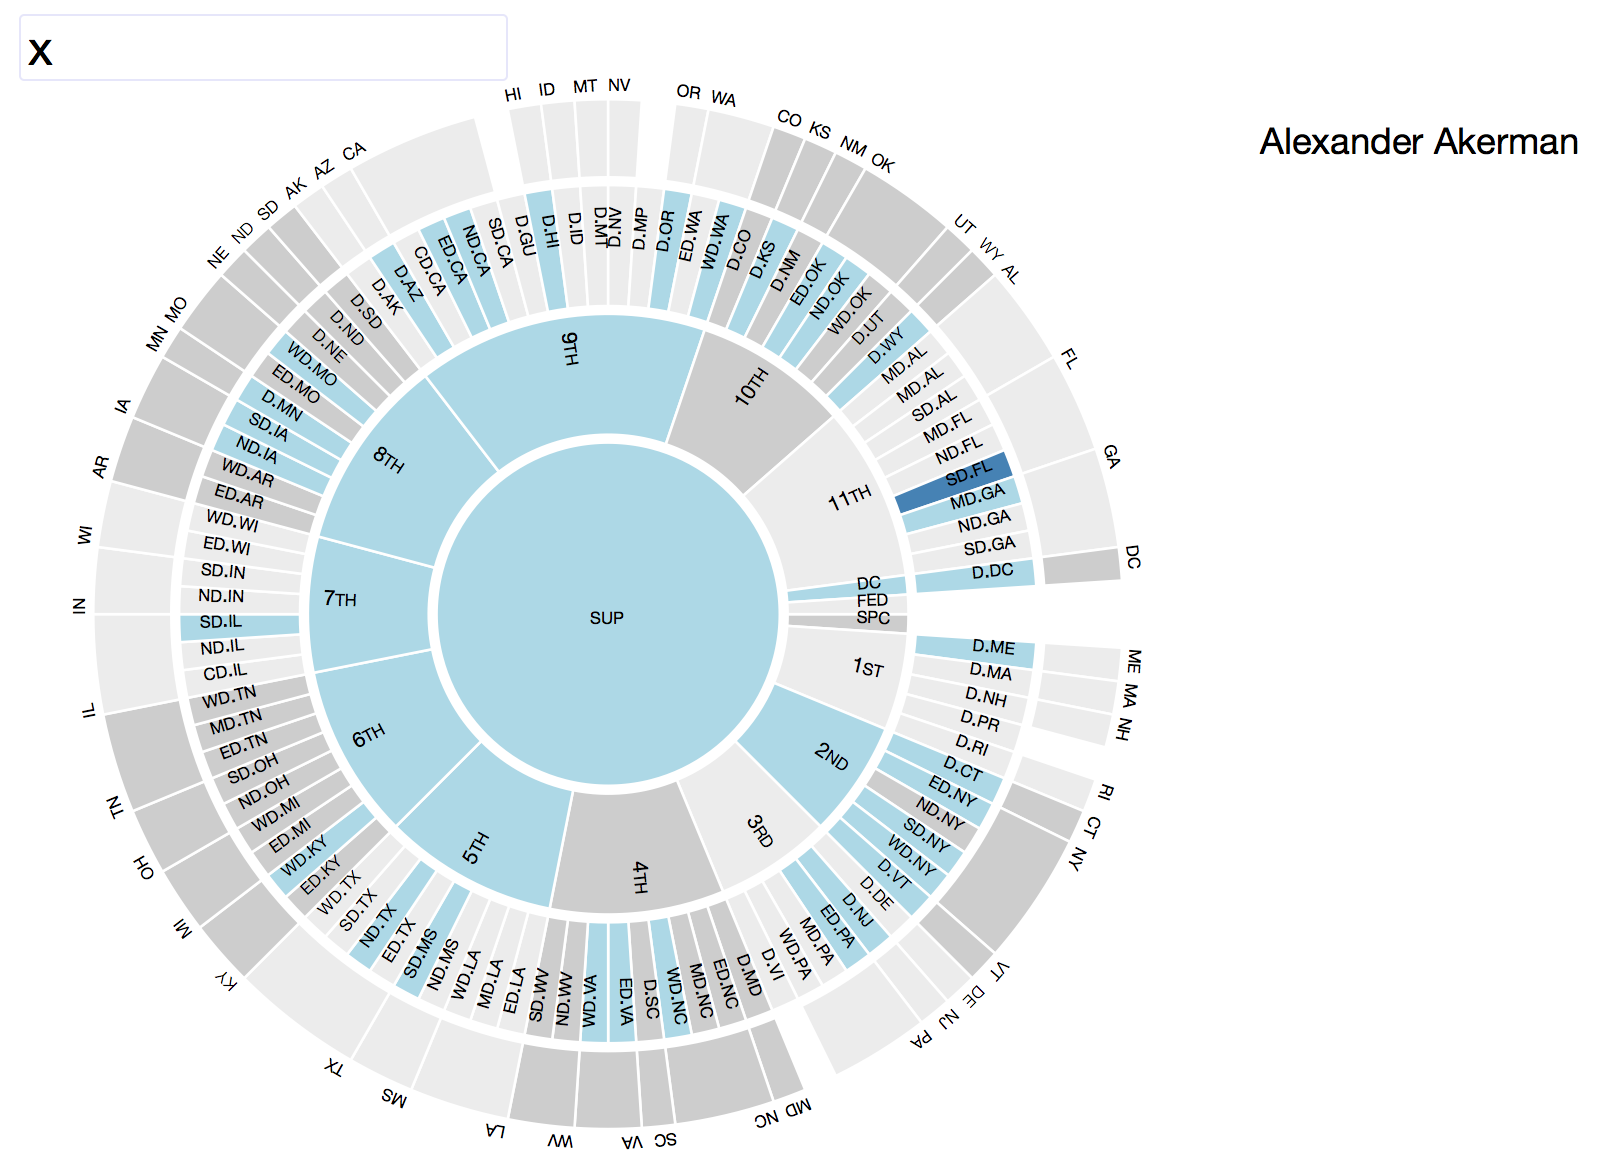 x
Alexander Akerman
HI
ID
MT
NV
OR
WA
CO
KS
NM
OK
UT
WY
AL
FL
GA
DC
ME
MA
NH
RI
CT
NY
VT
DE
NJ
PA
MD
NC
SC
VA
WV
LA
MS
TX
KY
MI
OH
TN
IL
IN
WI
AR
IA
MN
MO
NE
ND
SD
AK
AZ
CA
D.GU
D.HI
D.ID
D.MT
D.NV
D.MP
D.OR
ED.WA
WD.WA
D.CO
D.KS
D.NM
ED.OK
ND.OK
WD.OK
D.UT
D.WY
MD.AL
MD.AL
SD.AL
MD.FL
ND.FL
SD.FL
MD.GA
ND.GA
SD.GA
D.DC
D.ME
D.MA
D.NH
D.PR
D.RI
D.CT
ED.NY
ND.NY
SD.NY
WD.NY
D.VT
D.DE
D.NJ
ED.PA
MD.PA
WD.PA
D.VI
D.MD
ED.NC
MD.NC
WD.NC
D.SC
ED.VA
WD.VA
ND.WV
SD.WV
ED.LA
MD.LA
WD.LA
ND.MS
SD.MS
ED.TX
ND.TX
SD.TX
WD.TX
ED.KY
WD.KY
ED.MI
WD.MI
ND.OH
SD.OH
ED.TN
MD.TN
WD.TN
CD.IL
ND.IL
SD.IL
ND.IN
SD.IN
ED.WI
WD.WI
ED.AR
WD.AR
ND.IA
SD.IA
D.MN
ED.MO
WD.MO
D.NE
D.ND
D.SD
D.AK
D.AZ
CD.CA
ED.CA
ND.CA
SD.CA
9TH
10TH
11TH
DC
FED
SPC
1ST
2ND
3RD
4TH
5TH
6TH
7TH
8TH
SUP